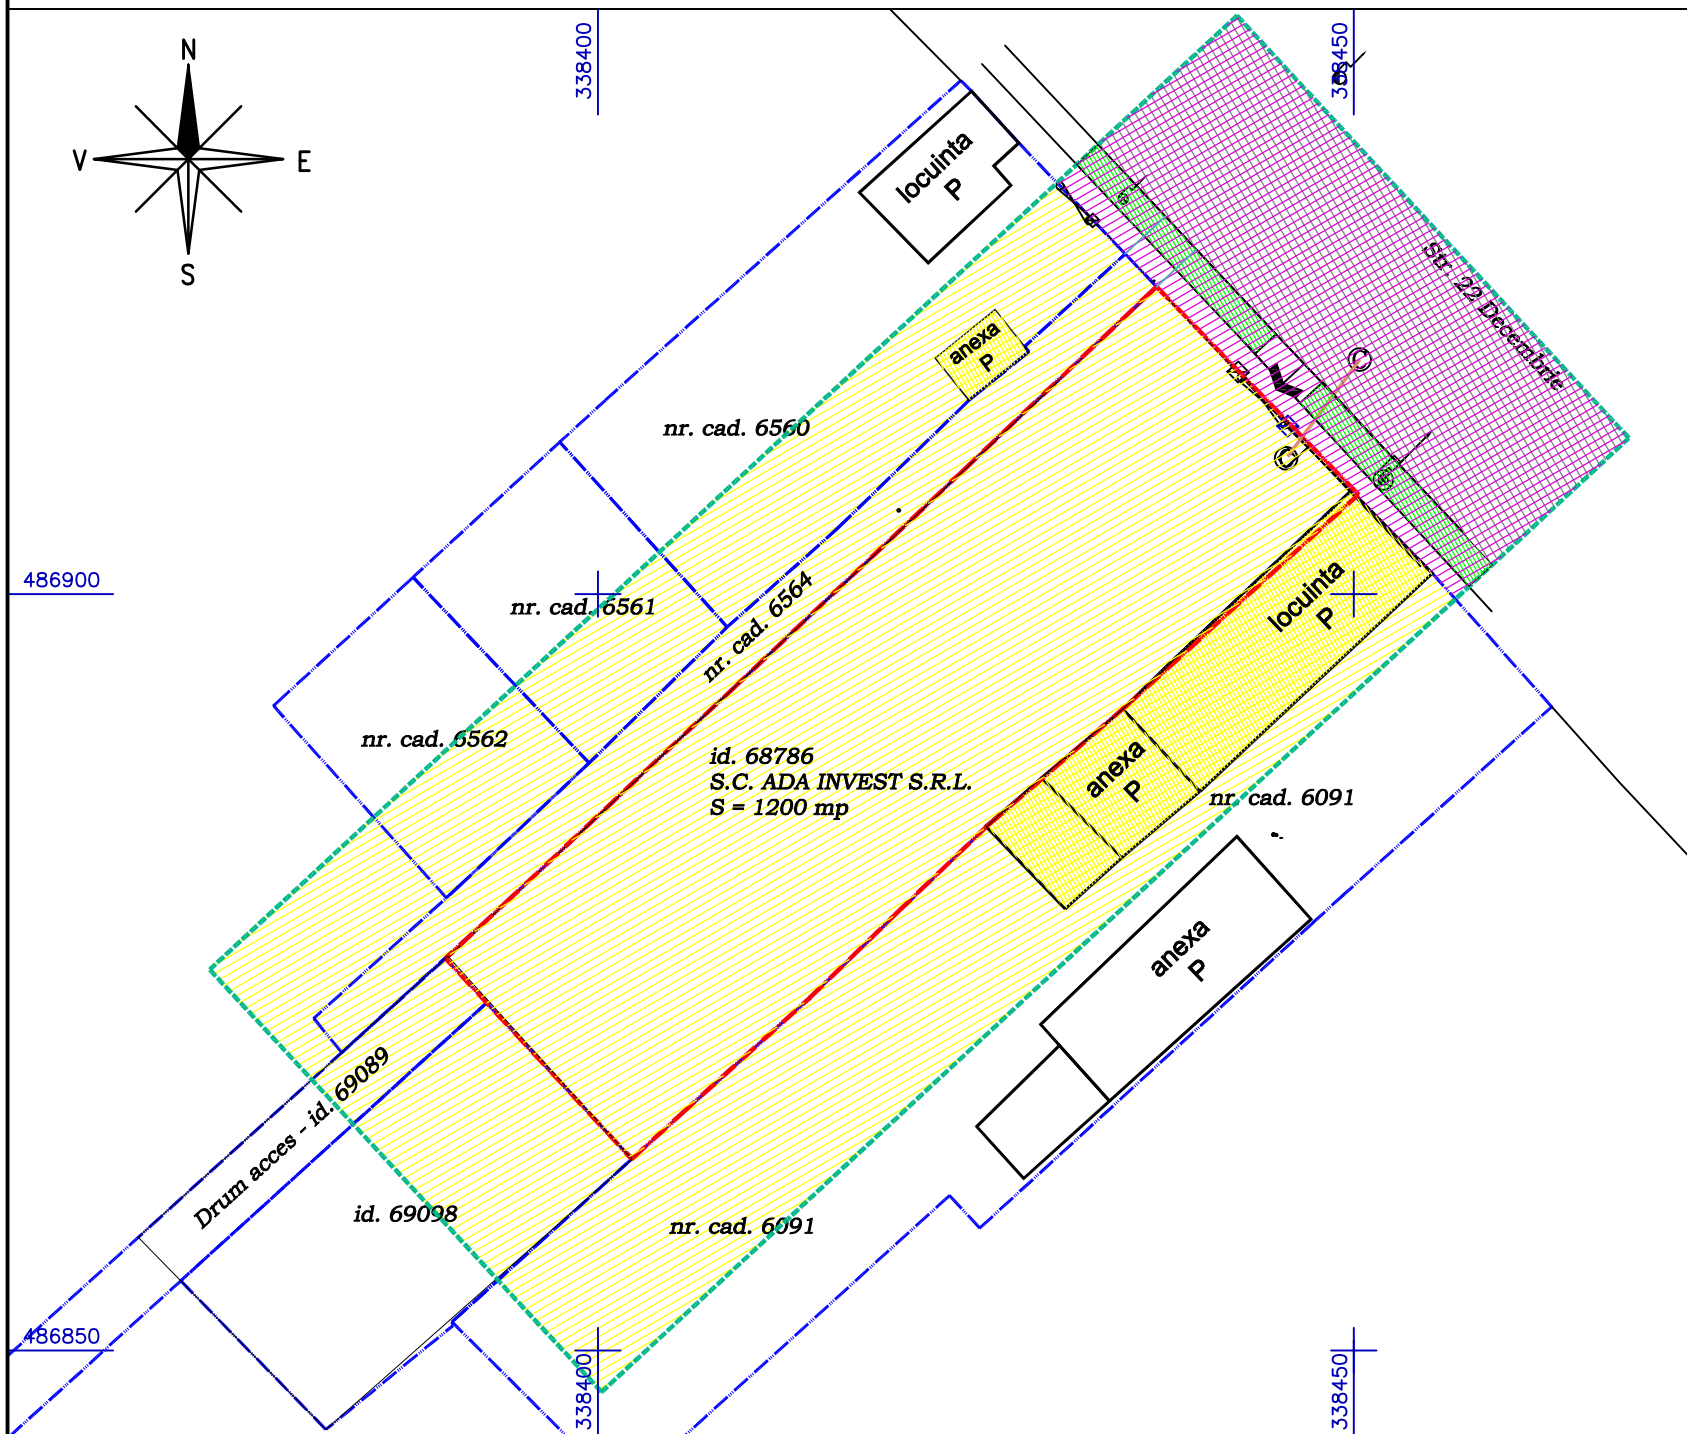 338400
338450
N
V
E
S
locuinta
P
Str. 22 Decembrie
anexa
P
nr. cad. 6560
486900
nr. cad. 6561
nr. cad. 6564
locuinta
P
nr. cad. 6562
id. 68786
S.C. ADA INVEST S.R.L.
S = 1200 mp
anexa
P
nr. cad. 6091
anexa
P
Drum acces - id. 69089
id. 69098
nr. cad. 6091
486850
338400
338450